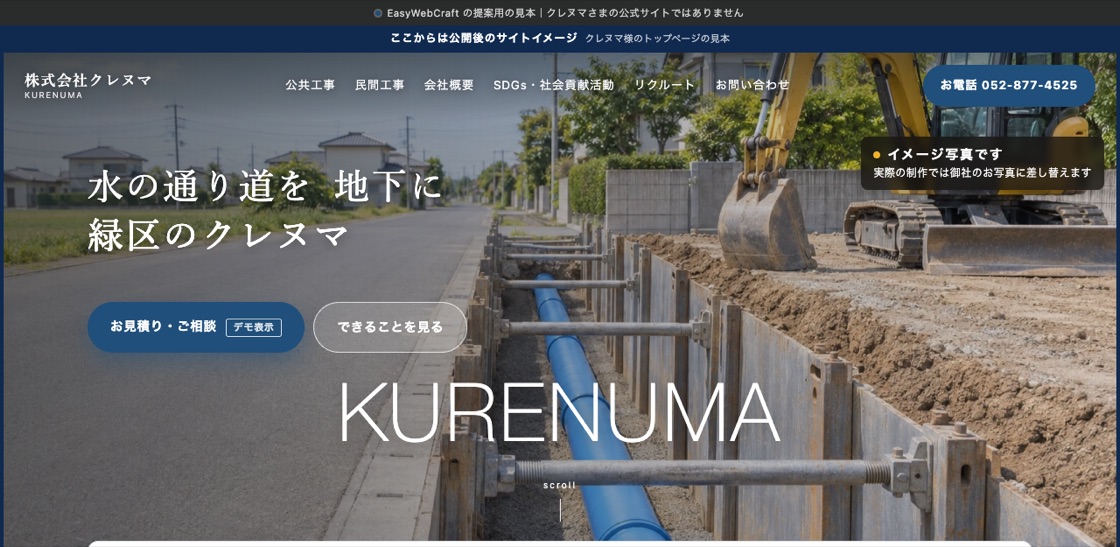 EasyWebCraft の提案用の見本｜クレヌマさまの公式サイトではありません
ここからは公開後のサイトイメージ クレヌマ様のトップページの見本
株式会社クレヌマ
KURENUMA
公共工事 民間工事 会社概要 SDGs・社会貢献活動 リクルート お問い合わせ
お電話 052-877-4525
イメージ写真です
実際の制作では御社のお写真に差し替えます
水の通り道を 地下に
緑区のクレヌマ
お見積り・ご相談 デモ表示
できることを見る
KURENUMA
scroll